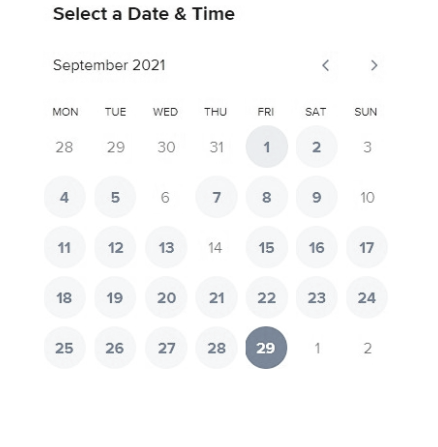 Select a Date & Time
September 2021
MON TUE WED THU FRI SAT SUN
28 29 30 31 1 2 3
4 5 6 7 8 9 10
11 12 13 14 15 16 17
18 19 20 21 22 23 24
25 26 27 28 29 1 2